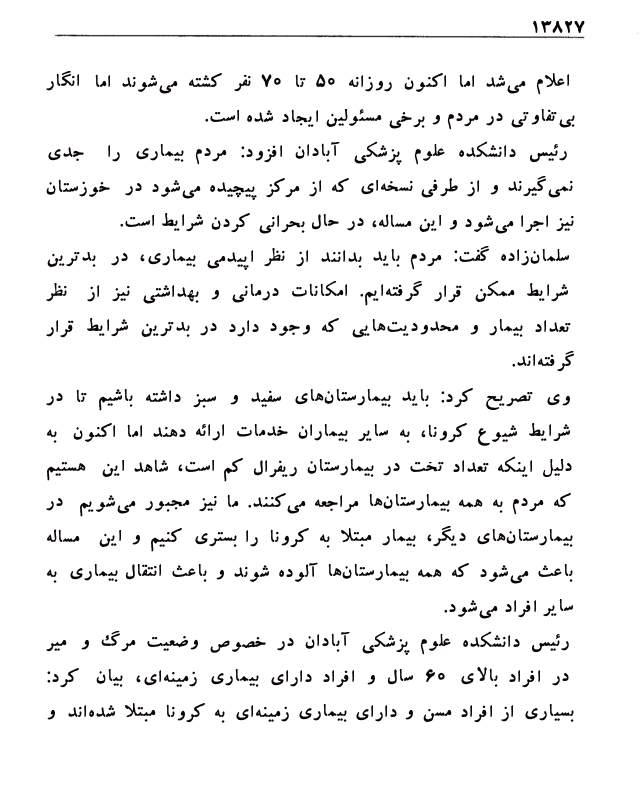 ۱۳۸۲۷
اعلام می‌شد اما اکنون روزانه ۵۰ تا ۷۰ نفر کشته می‌شوند اما انگار
بی‌تفاوتی در مردم و برخی مسئولین ایجاد شده است.
رئیس دانشکده علوم پزشکی آبادان افزود: مردم بیماری را جدی
نمی‌گیرند و از طرفی نسخه‌ای که از مرکز پیچیده می‌شود در خوزستان
نیز اجرا می‌شود و این مساله، در حال بحرانی کردن شرایط است.
سلمان‌زاده گفت: مردم باید بدانند از نظر اپیدمی بیماری، در بدترین
شرایط ممکن قرار گرفته‌ایم. امکانات درمانی و بهداشتی نیز از نظر
تعداد بیمار و محدودیت‌هایی که وجود دارد در بدترین شرایط قرار
گرفته‌اند.
وی تصریح کرد: باید بیمارستان‌های سفید و سبز داشته باشیم تا در
شرایط شیوع کرونا، به سایر بیماران خدمات ارائه دهند اما اکنون به
دلیل اینکه تعداد تخت در بیمارستان ریفرال کم است، شاهد این هستیم
که مردم به همه بیمارستان‌ها مراجعه می‌کنند. ما نیز مجبور می‌شویم در
بیمارستان‌های دیگر، بیمار مبتلا به کرونا را بستری کنیم و این مساله
باعث می‌شود که همه بیمارستان‌ها آلوده شوند و باعث انتقال بیماری به
سایر افراد می‌شود.
رئیس دانشکده علوم پزشکی آبادان در خصوص وضعیت مرگ و میر
در افراد بالای ۶۰ سال و افراد دارای بیماری زمینه‌ای، بیان کرد:
بسیاری از افراد مسن و دارای بیماری زمینه‌ای به کرونا مبتلا شده‌اند و